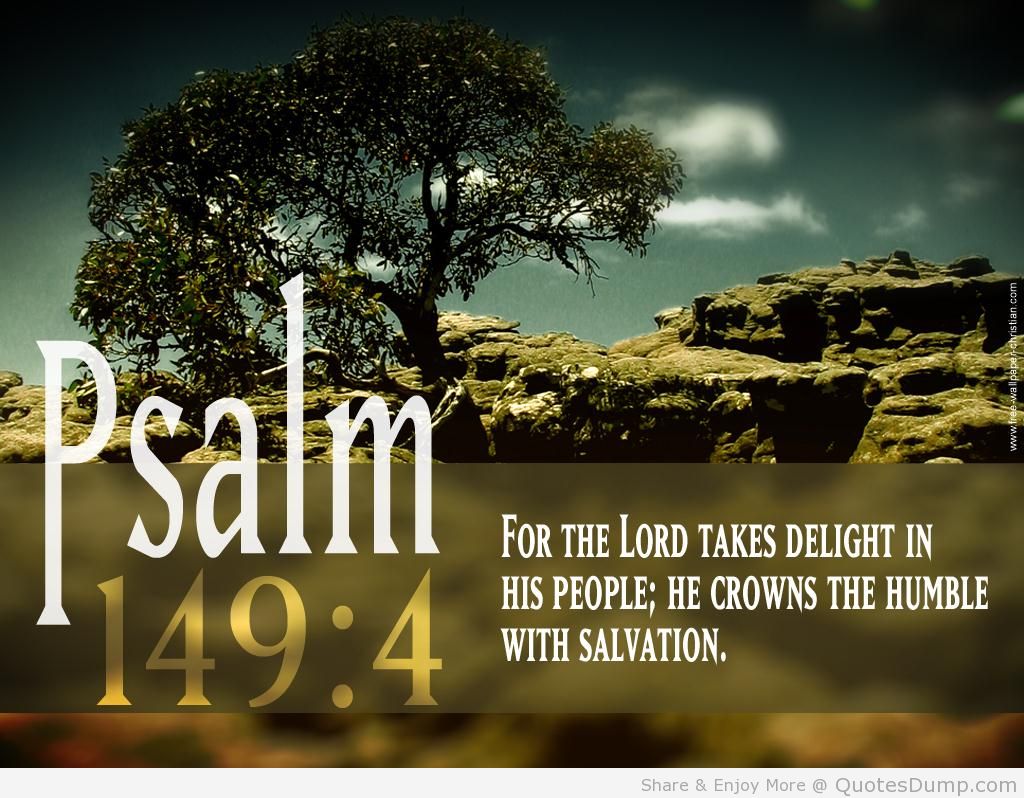 Psalm
149:4
For the Lord takes delight in
his people; he crowns the humble
with salvation.
www.free-wallpaper-christian.com
Share & Enjoy More @ QuotesDump.com